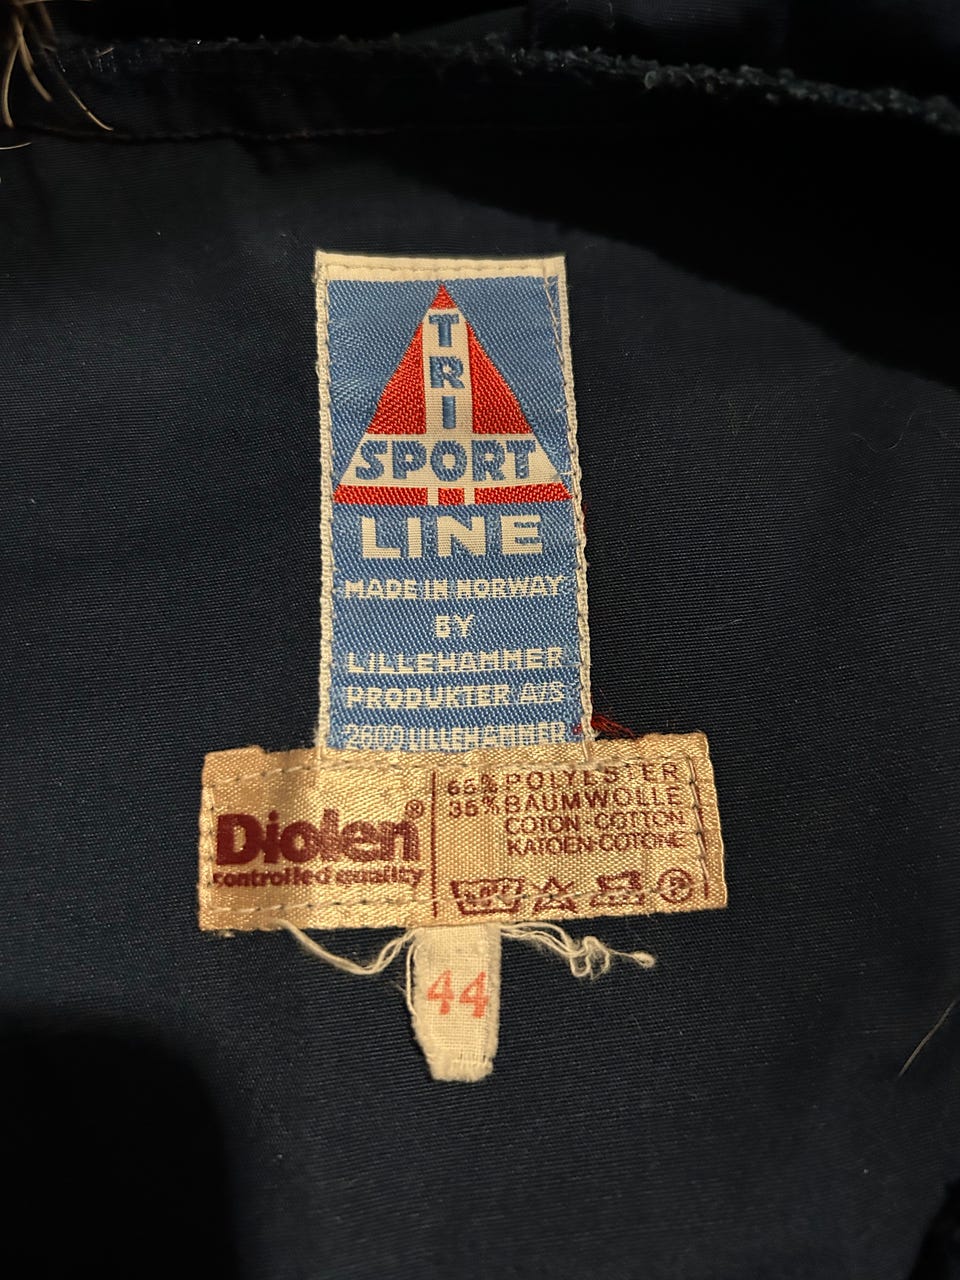 TRI
SPORT
LINE
MADE IN NORWAY
BY
LILLEHAMMER
PRODUKTER A/S
2600 LILLEHAMMER
Diolen®
controlled quality
65% POLYESTER
35% BAUMWOLLE
COTON·COTTON
KATOEN·COTONE
44